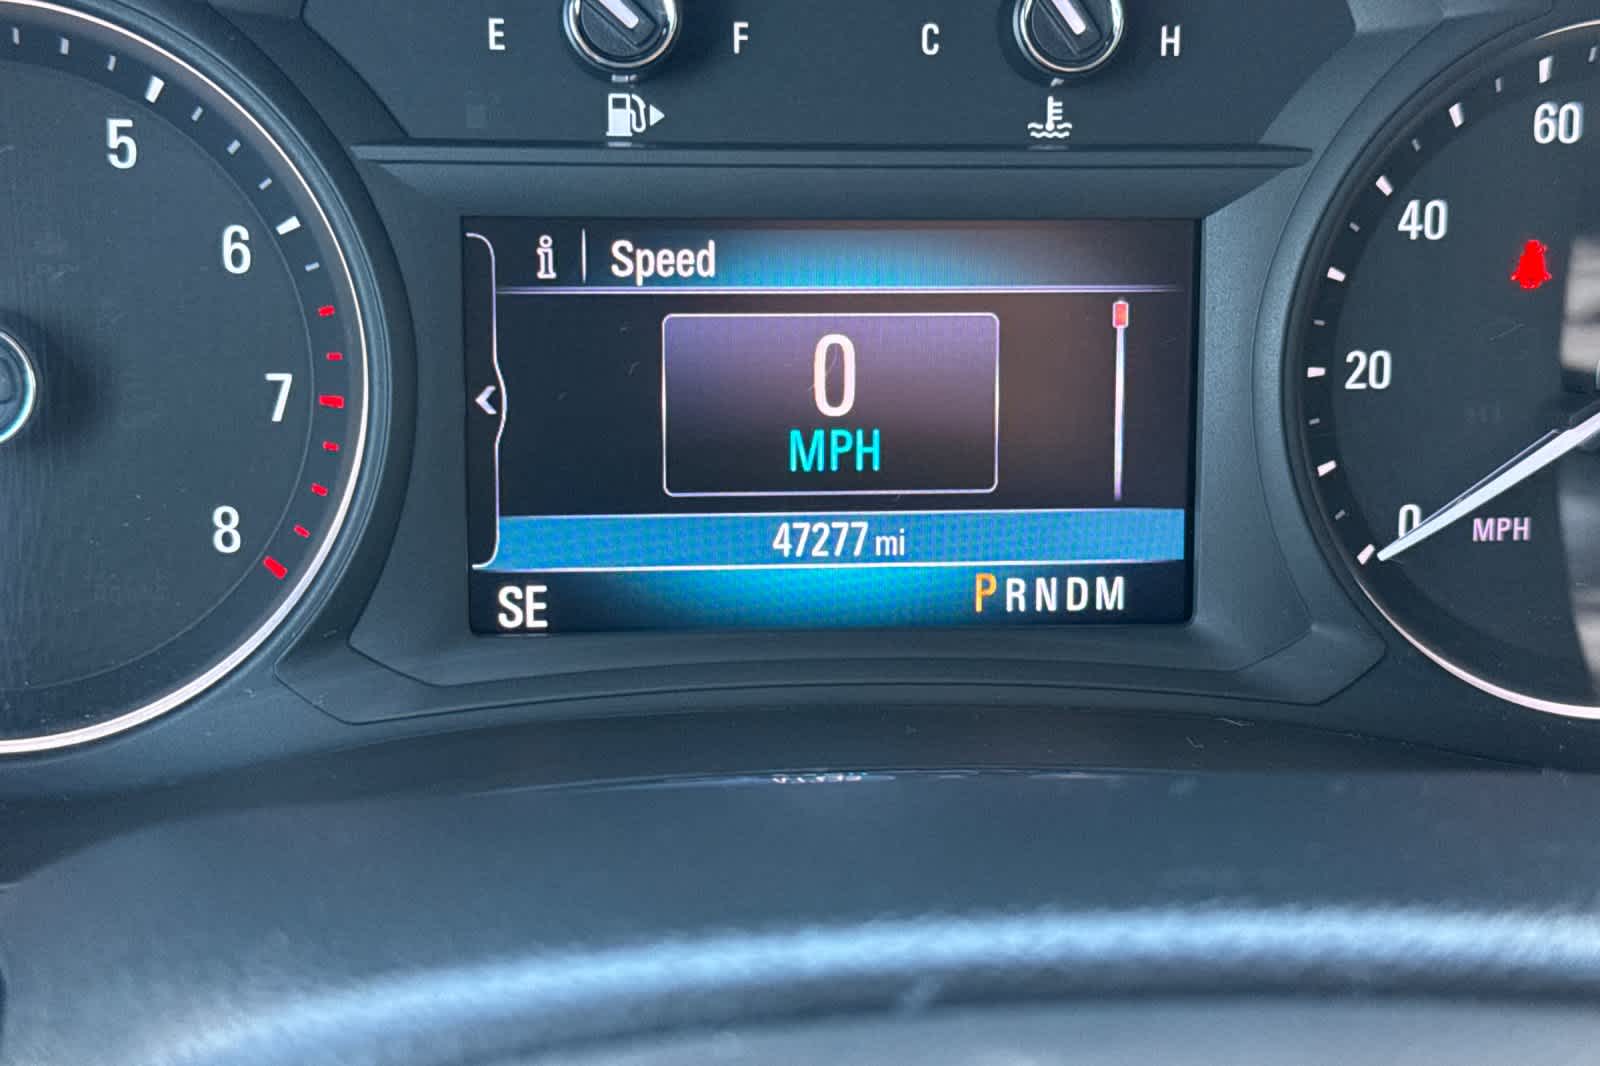 E F C H
5
6
7
8
i Speed
0
MPH
47277 mi
SE PRNDM
60
40
20
0
MPH